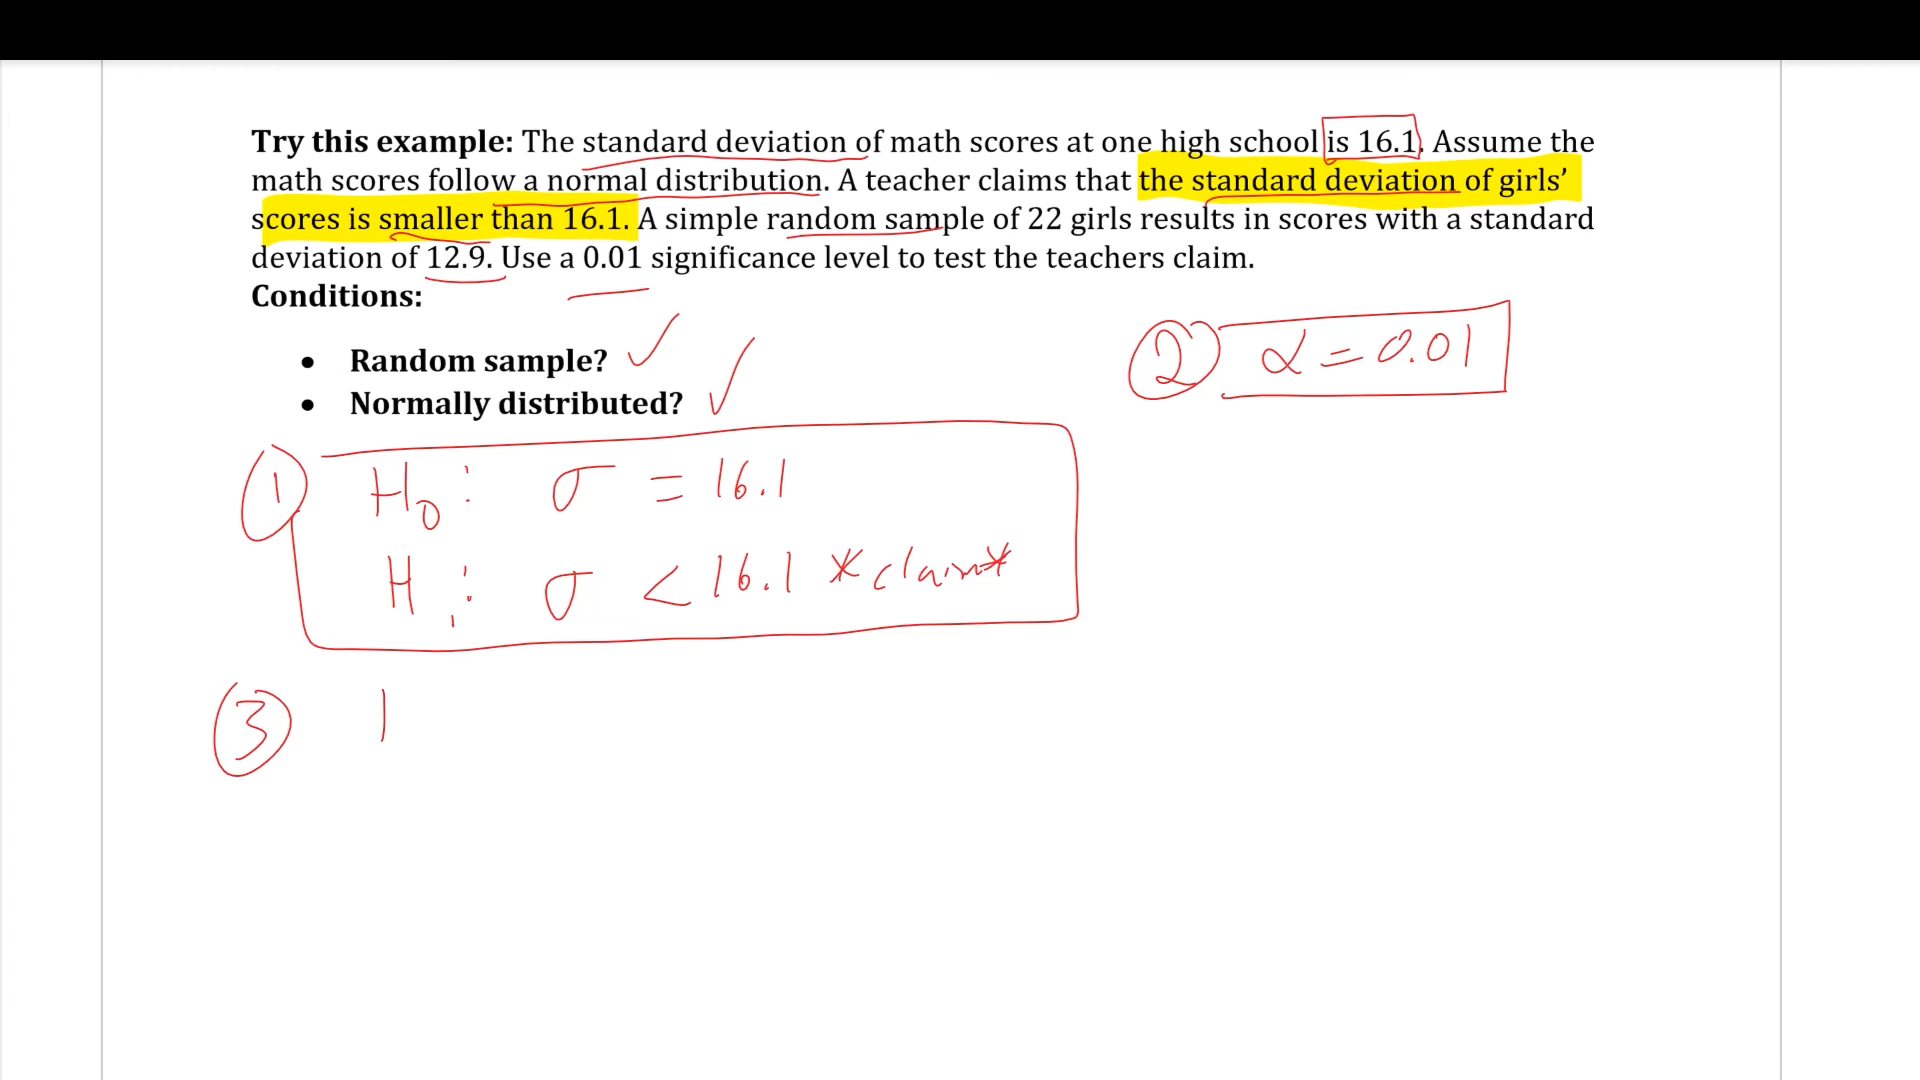 Try this example: The standard deviation of math scores at one high school is 16.1. Assume the
math scores follow a normal distribution. A teacher claims that the standard deviation of girls’
scores is smaller than 16.1. A simple random sample of 22 girls results in scores with a standard
deviation of 12.9. Use a 0.01 significance level to test the teachers claim.
Conditions:
• Random sample? ✓
• Normally distributed? ✓
② α = 0.01
① H₀: σ = 16.1
H₁: σ < 16.1 *claim*
③ |